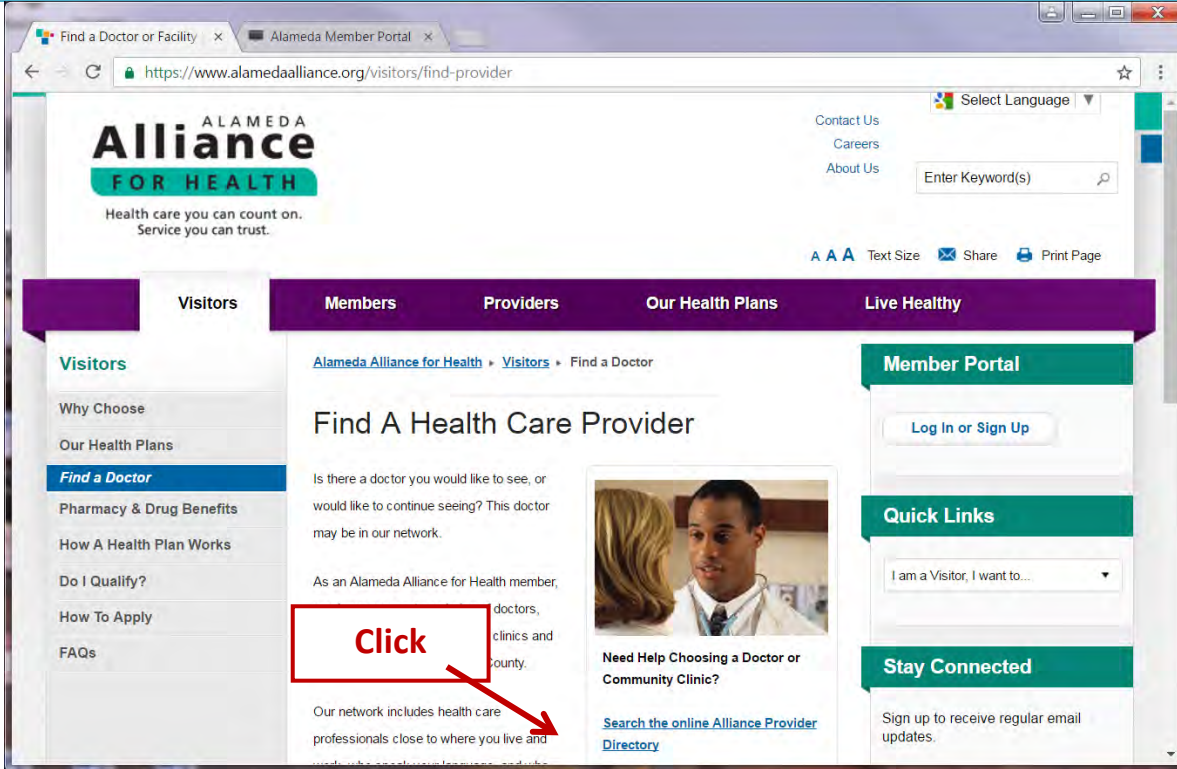 Find a Doctor or Facility
Alameda Member Portal
https://www.alamedaalliance.org/visitors/find-provider
ALAMEDA
Alliance
FOR HEALTH
Health care you can count on.
Service you can trust.
Contact Us
Careers
About Us
Select Language
Enter Keyword(s)
A A A Text Size Share Print Page
Visitors Members Providers Our Health Plans Live Healthy
Visitors
Why Choose
Our Health Plans
Find a Doctor
Pharmacy & Drug Benefits
How A Health Plan Works
Do I Qualify?
How To Apply
FAQs
Alameda Alliance for Health ▸ Visitors ▸ Find a Doctor
Find A Health Care Provider
Is there a doctor you would like to see, or
would like to continue seeing? This doctor
may be in our network.
As an Alameda Alliance for Health member,
doctors,
clinics and
County.
Click
Our network includes health care
professionals close to where you live and
work, who speak your language, and who
Need Help Choosing a Doctor or
Community Clinic?
Search the online Alliance Provider
Directory
Member Portal
Log In or Sign Up
Quick Links
I am a Visitor, I want to...
Stay Connected
Sign up to receive regular email
updates.